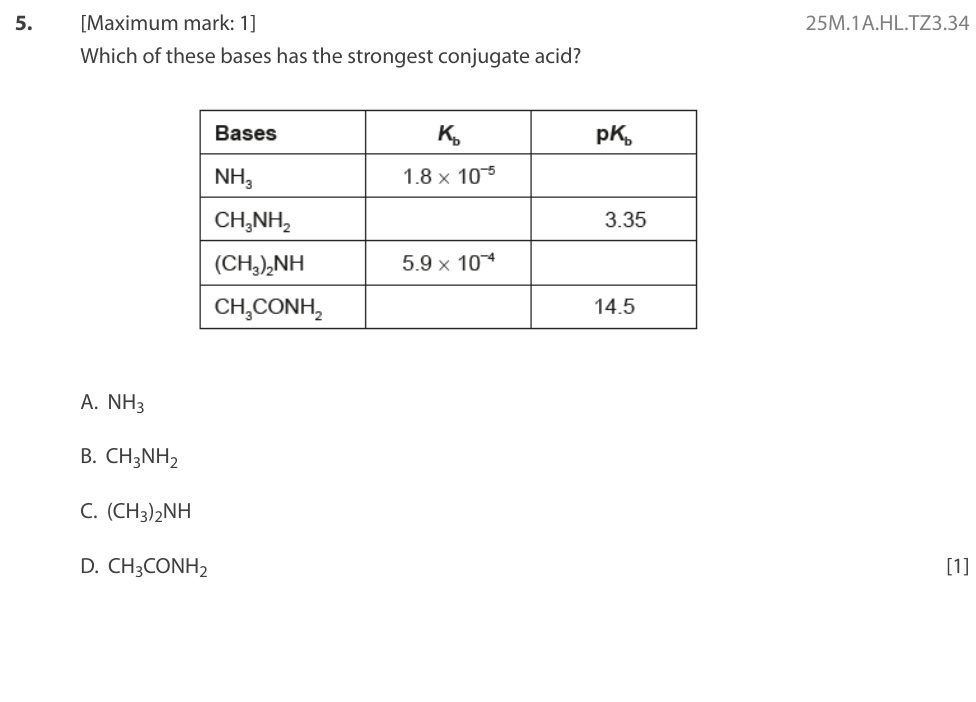 5. [Maximum mark: 1] 25M.1A.HL.TZ3.34
Which of these bases has the strongest conjugate acid?
Bases K_b pK_b
NH₃ 1.8 × 10⁻⁵
CH₃NH₂ 3.35
(CH₃)₂NH 5.9 × 10⁻⁴
CH₃CONH₂ 14.5
A. NH₃
B. CH₃NH₂
C. (CH₃)₂NH
D. CH₃CONH₂ [1]